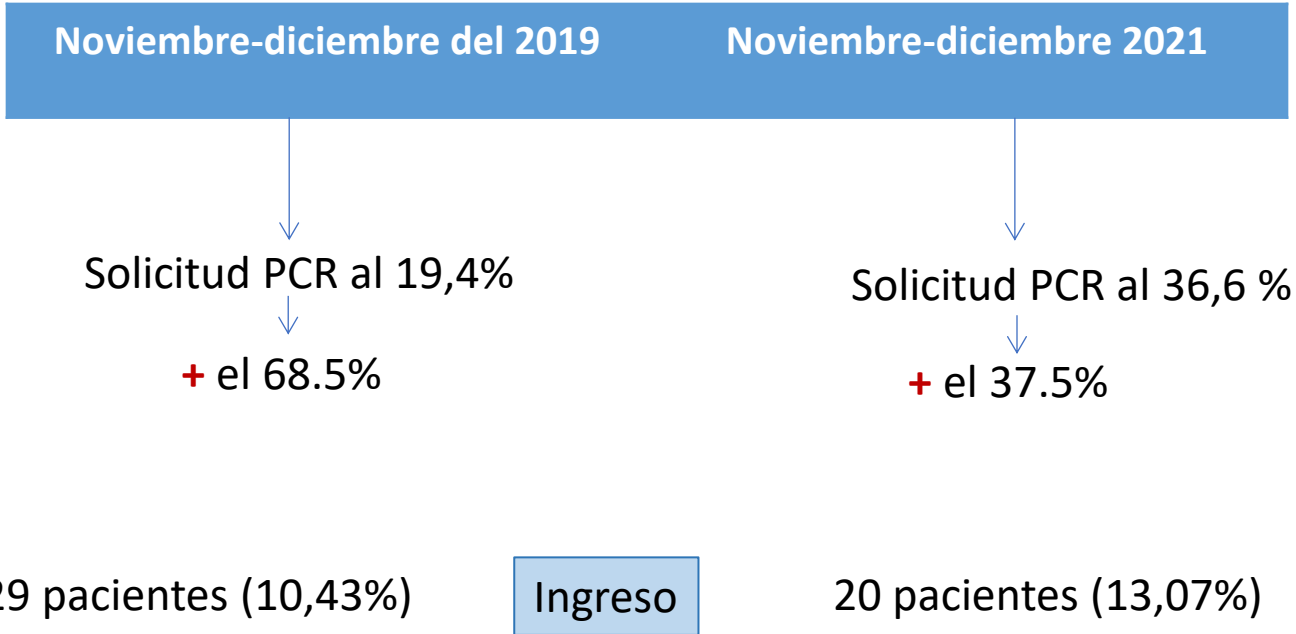 Noviembre-diciembre del 2019
Noviembre-diciembre 2021
Solicitud PCR al 19,4%
Solicitud PCR al 36,6 %
+ el 68.5%
+ el 37.5%
29 pacientes (10,43%)
Ingreso
20 pacientes (13,07%)